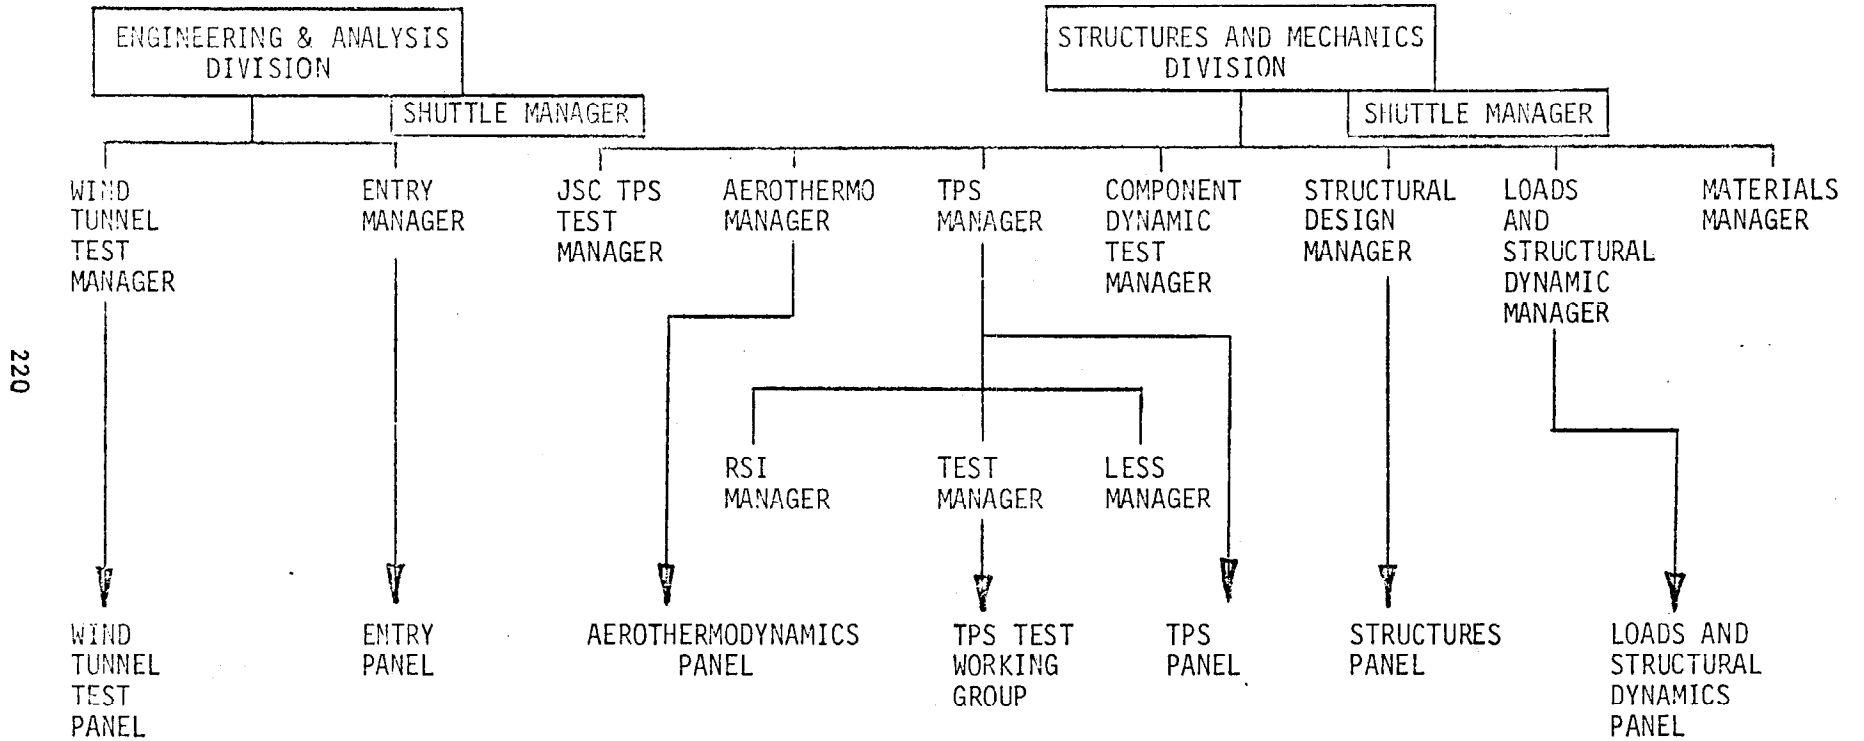 ENGINEERING & ANALYSIS
DIVISION
SHUTTLE MANAGER
STRUCTURES AND MECHANICS
DIVISION
SHUTTLE MANAGER
WIND
TUNNEL
TEST
MANAGER
ENTRY
MANAGER
JSC TPS
TEST
MANAGER
AEROTHERMO
MANAGER
TPS
MANAGER
COMPONENT
DYNAMIC
TEST
MANAGER
STRUCTURAL
DESIGN
MANAGER
LOADS
AND
STRUCTURAL
DYNAMIC
MANAGER
MATERIALS
MANAGER
220
RSI
MANAGER
TEST
MANAGER
LESS
MANAGER
WIND
TUNNEL
TEST
PANEL
ENTRY
PANEL
AEROTHERMODYNAMICS
PANEL
TPS TEST
WORKING
GROUP
TPS
PANEL
STRUCTURES
PANEL
LOADS AND
STRUCTURAL
DYNAMICS
PANEL